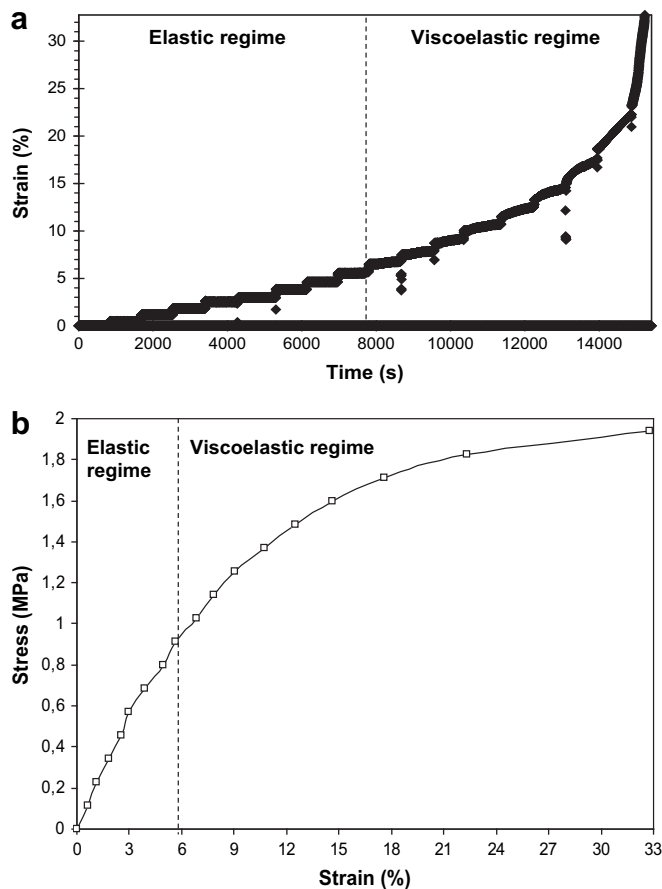 a
Elastic regime
Viscoelastic regime
Strain (%)
30
25
20
15
10
5
0
0 2000 4000 6000 8000 10000 12000 14000
Time (s)
b
Elastic
regime
Viscoelastic regime
Stress (MPa)
2
1,8
1,6
1,4
1,2
1
0,8
0,6
0,4
0,2
0
0 3 6 9 12 15 18 21 24 27 30 33
Strain (%)